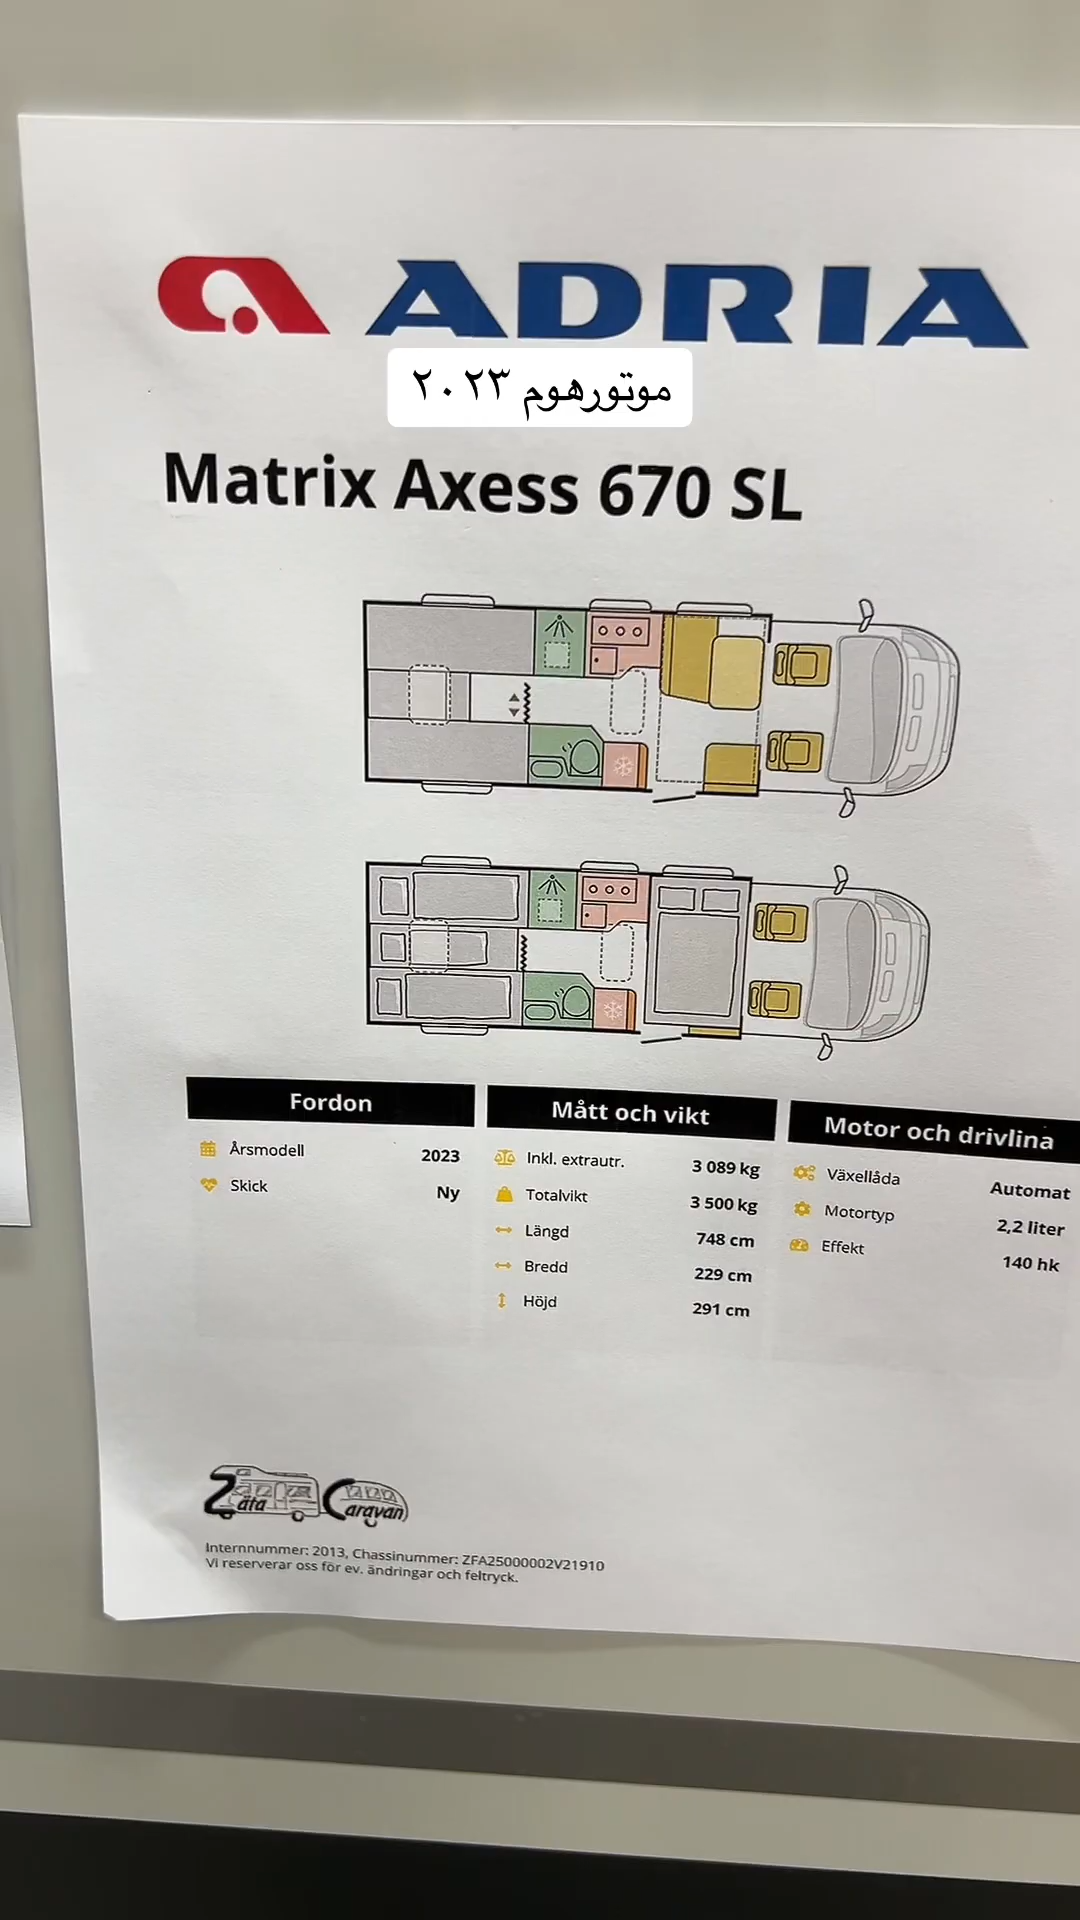 ADRIA
موتورهوم ۲۰۲۳
Matrix Axess 670 SL
Fordon
Årsmodell 2023
Skick Ny
Mått och vikt
Inkl. extrautr. 3 089 kg
Totalvikt 3 500 kg
Längd 748 cm
Bredd 229 cm
Höjd 291 cm
Motor och drivlina
Växellåda Automat
Motortyp 2,2 liter
Effekt 140 hk
Zäta Caravan
Internnummer: 2013, Chassinummer: ZFA25000002V21910
Vi reserverar oss för ev. ändringar och feltryck.